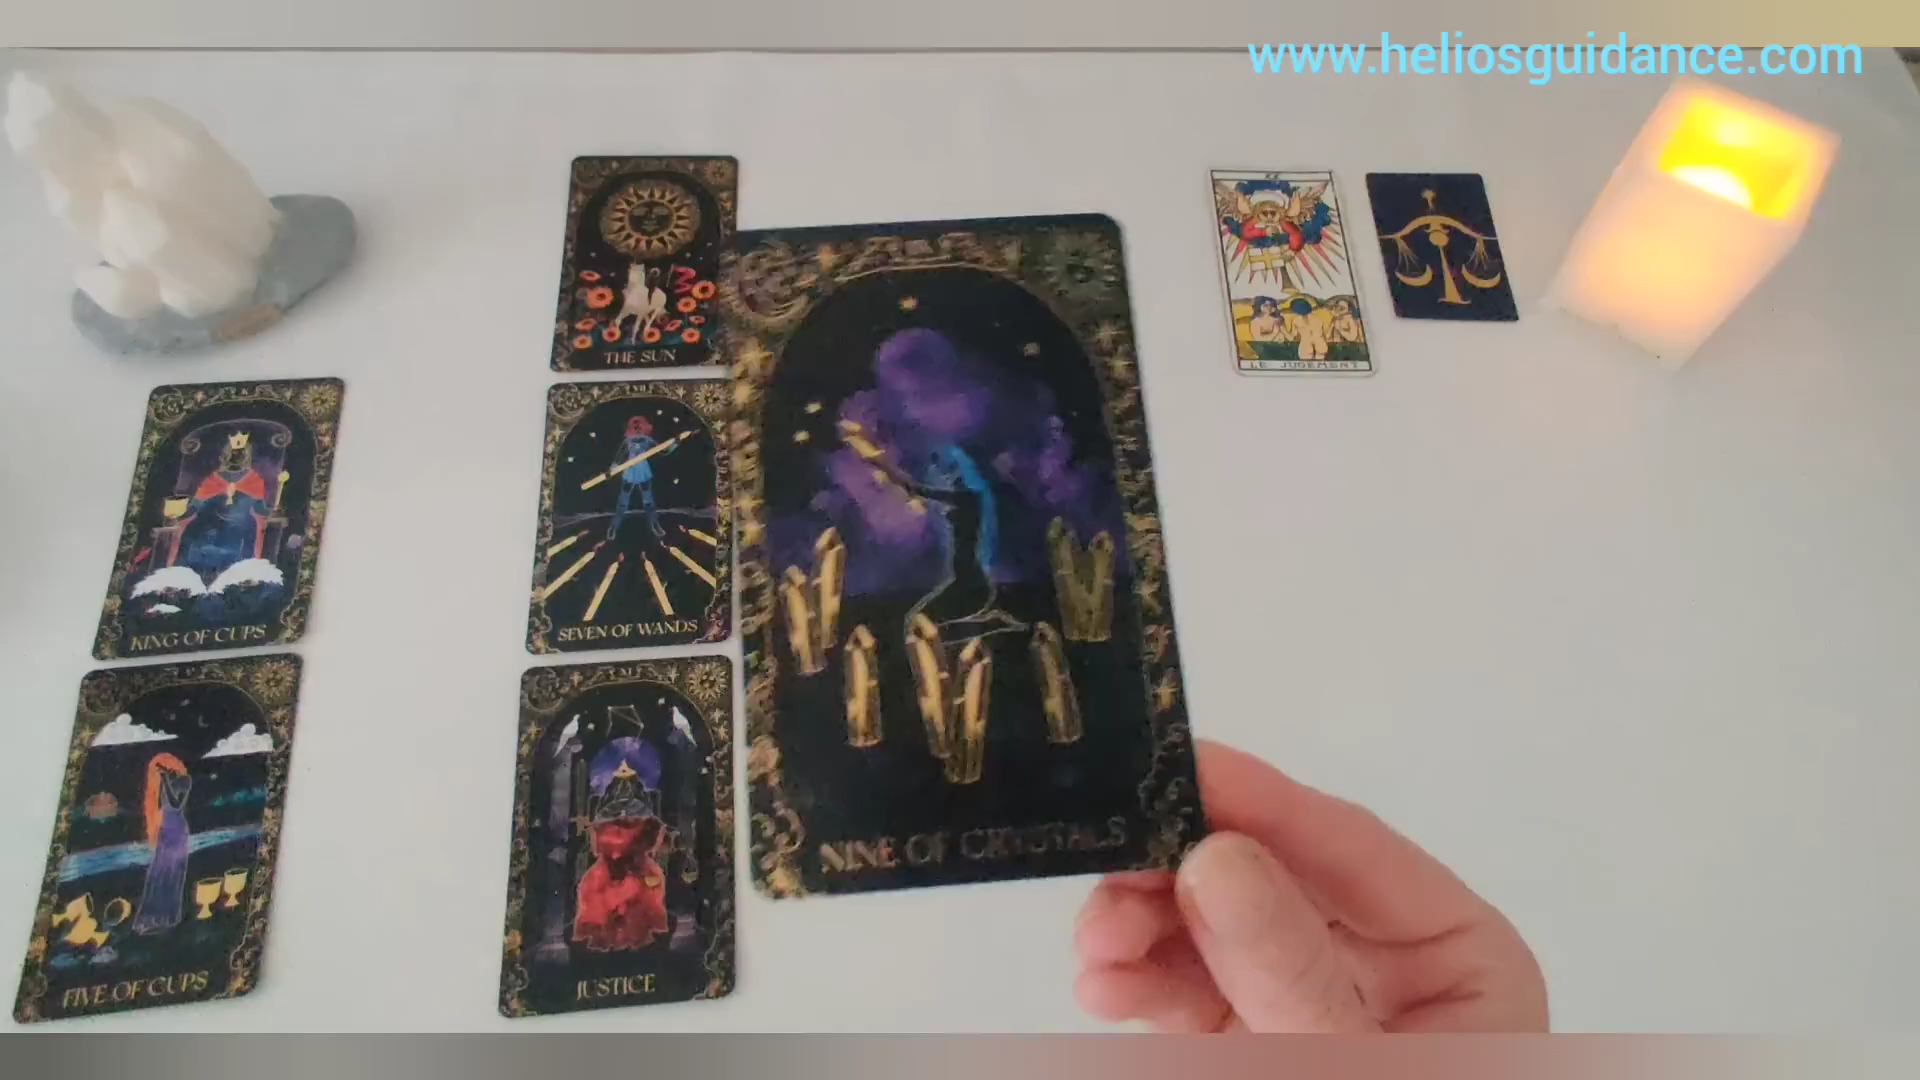 www.heliosguidance.com
XX
THE SUN
LE JUGEMENT
KING OF CUPS
SEVEN OF WANDS
NINE OF CRYSTALS
FIVE OF CUPS
JUSTICE